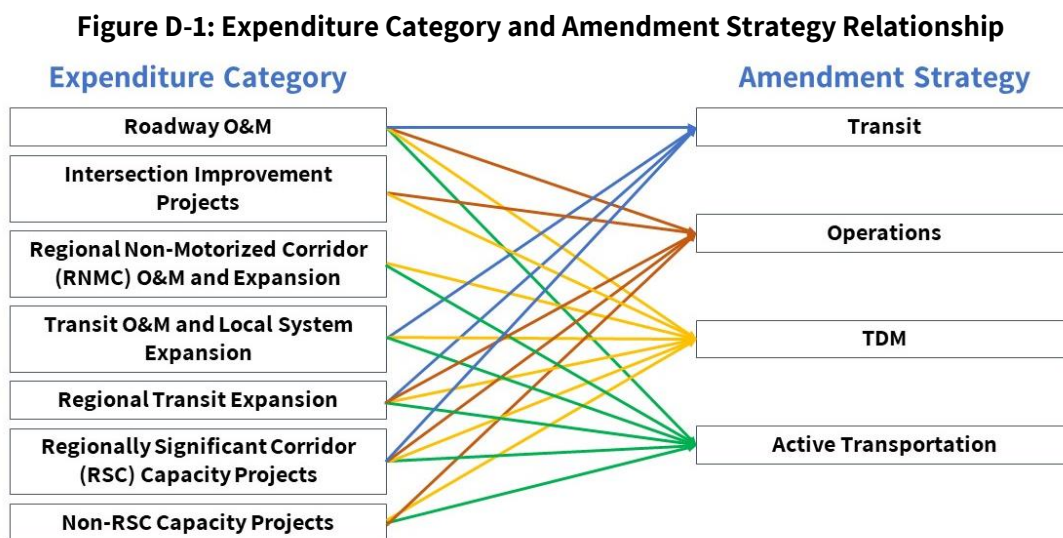 Figure D-1: Expenditure Category and Amendment Strategy Relationship
Expenditure Category
Roadway O&M
Intersection Improvement
Projects
Regional Non-Motorized Corridor
(RNMC) O&M and Expansion
Transit O&M and Local System
Expansion
Regional Transit Expansion
Regionally Significant Corridor
(RSC) Capacity Projects
Non-RSC Capacity Projects
Amendment Strategy
Transit
Operations
TDM
Active Transportation